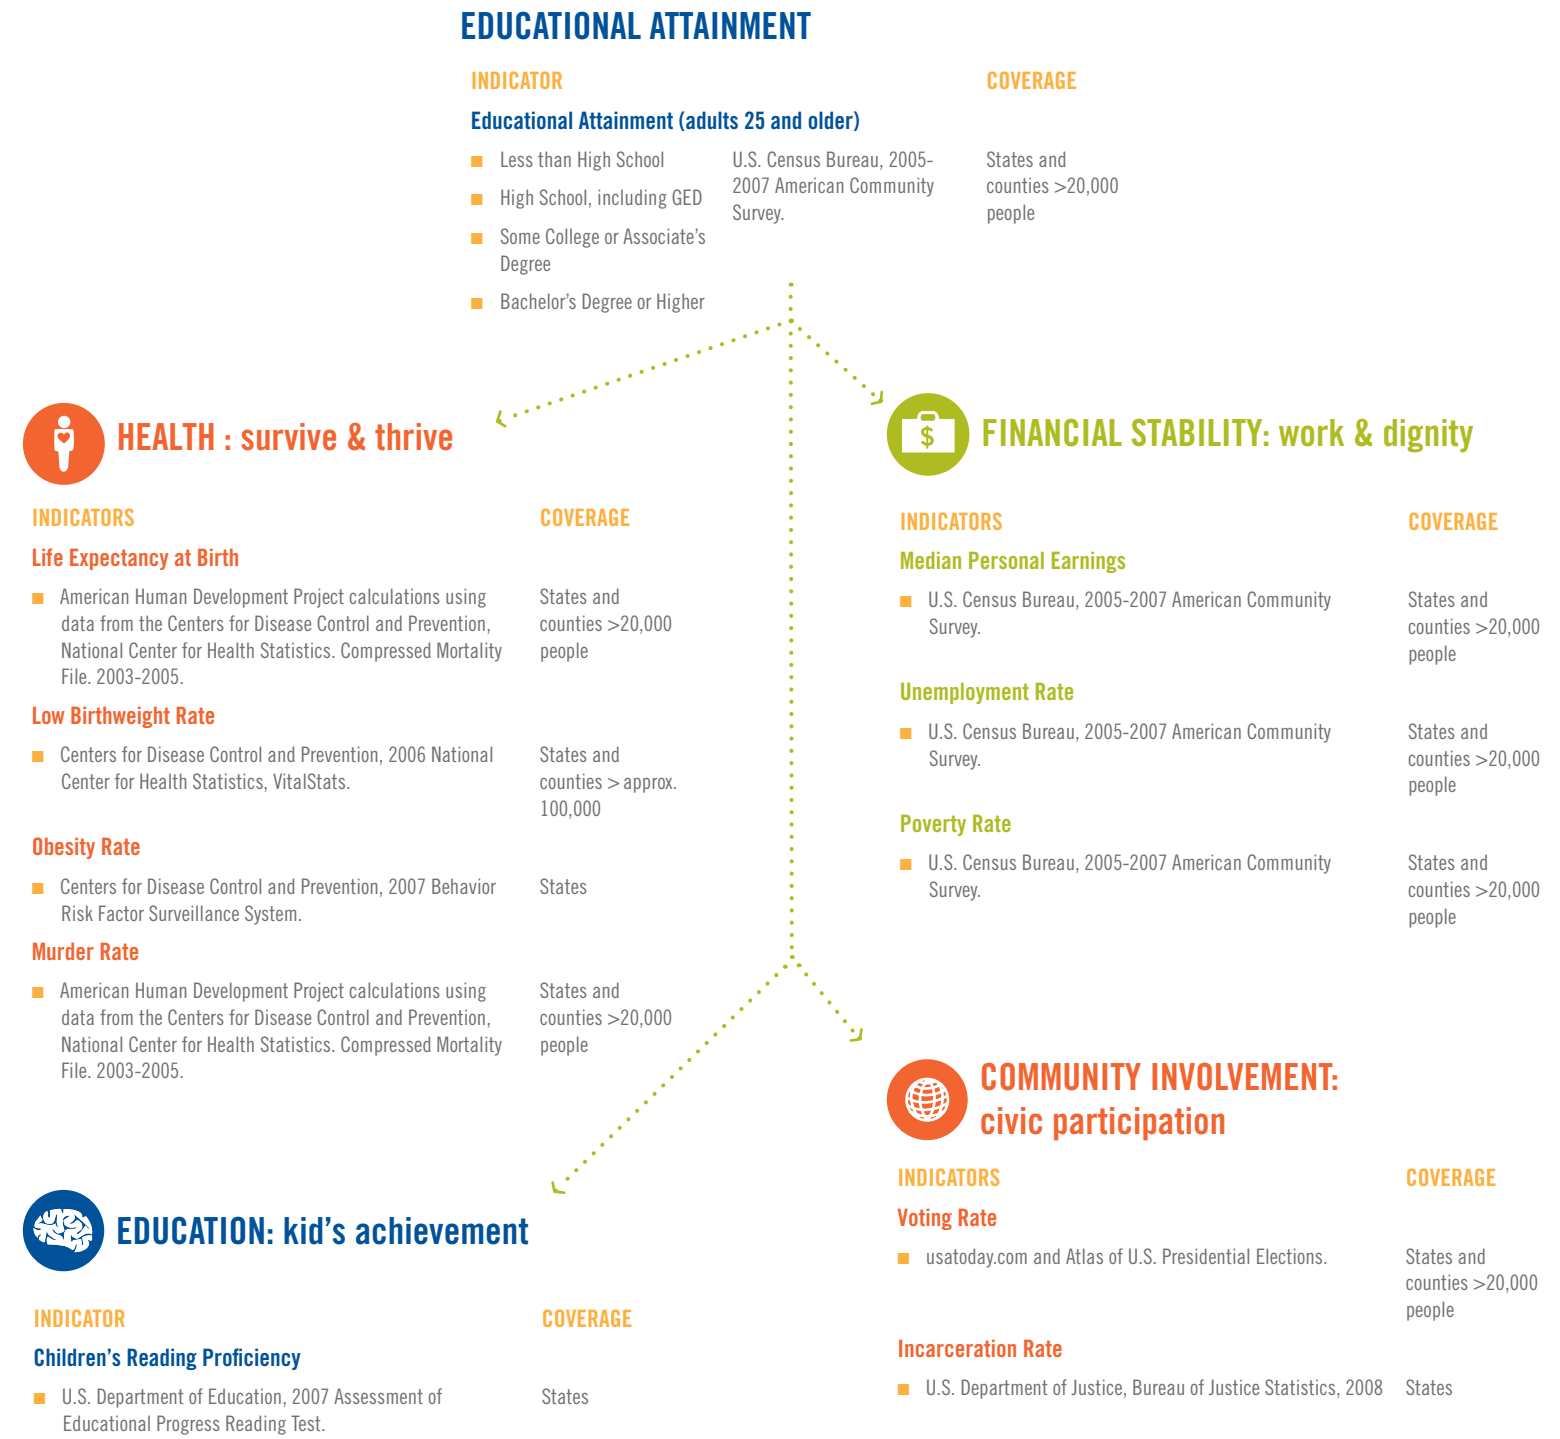 EDUCATIONAL ATTAINMENT
INDICATOR
COVERAGE
Educational Attainment (adults 25 and older)
Less than High School
High School, including GED
Some College or Associate's
Degree
Bachelor's Degree or Higher
U.S. Census Bureau, 2005-
2007 American Community
Survey.
States and
counties >20,000
people
HEALTH : survive & thrive
INDICATORS
COVERAGE
Life Expectancy at Birth
American Human Development Project calculations using
data from the Centers for Disease Control and Prevention,
National Center for Health Statistics. Compressed Mortality
File. 2003-2005.
States and
counties >20,000
people
Low Birthweight Rate
Centers for Disease Control and Prevention, 2006 National
Center for Health Statistics, VitalStats.
States and
counties > approx.
100,000
Obesity Rate
Centers for Disease Control and Prevention, 2007 Behavior
Risk Factor Surveillance System.
States
Murder Rate
American Human Development Project calculations using
data from the Centers for Disease Control and Prevention,
National Center for Health Statistics. Compressed Mortality
File. 2003-2005.
States and
counties >20,000
people
$
FINANCIAL STABILITY: work & dignity
INDICATORS
COVERAGE
Median Personal Earnings
U.S. Census Bureau, 2005-2007 American Community
Survey.
States and
counties >20,000
people
Unemployment Rate
U.S. Census Bureau, 2005-2007 American Community
Survey.
States and
counties >20,000
people
Poverty Rate
U.S. Census Bureau, 2005-2007 American Community
Survey.
States and
counties >20,000
people
EDUCATION: kid's achievement
INDICATOR
COVERAGE
Children's Reading Proficiency
U.S. Department of Education, 2007 Assessment of
Educational Progress Reading Test.
States
COMMUNITY INVOLVEMENT:
civic participation
INDICATORS
COVERAGE
Voting Rate
usatoday.com and Atlas of U.S. Presidential Elections.
States and
counties >20,000
people
Incarceration Rate
U.S. Department of Justice, Bureau of Justice Statistics, 2008
States